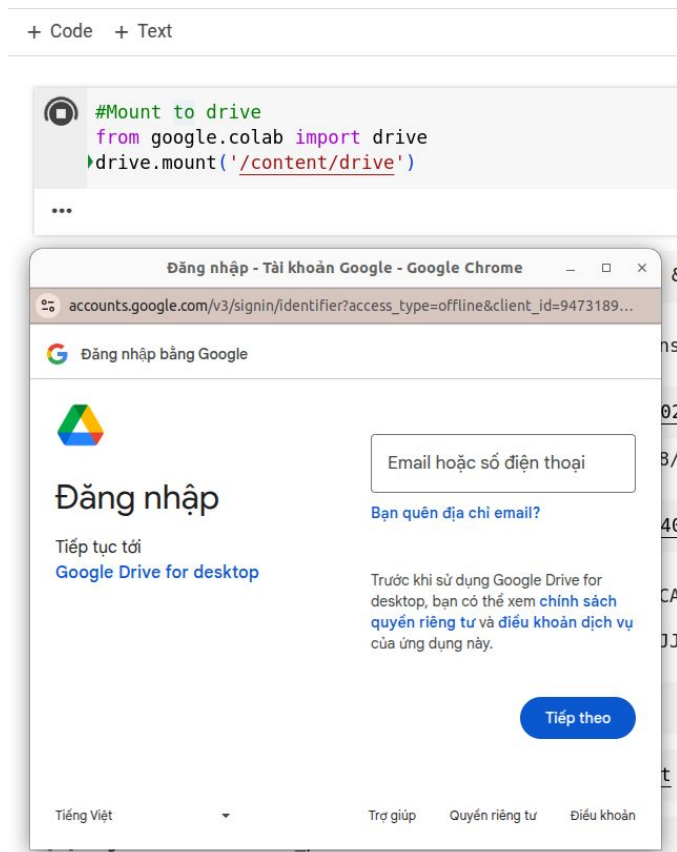 + Code + Text
#Mount to drive
from google.colab import drive
drive.mount('/content/drive')
Đăng nhập - Tài khoản Google - Google Chrome
accounts.google.com/v3/signin/identifier?access_type=offline&client_id=9473189...
Đăng nhập bằng Google
Đăng nhập
Tiếp tục tới
Google Drive for desktop
Email hoặc số điện thoại
Bạn quên địa chỉ email?
Trước khi sử dụng Google Drive for
desktop, bạn có thể xem chính sách
quyền riêng tư và điều khoản dịch vụ
của ứng dụng này.
Tiếp theo
Tiếng Việt
Trợ giúp Quyền riêng tư Điều khoản